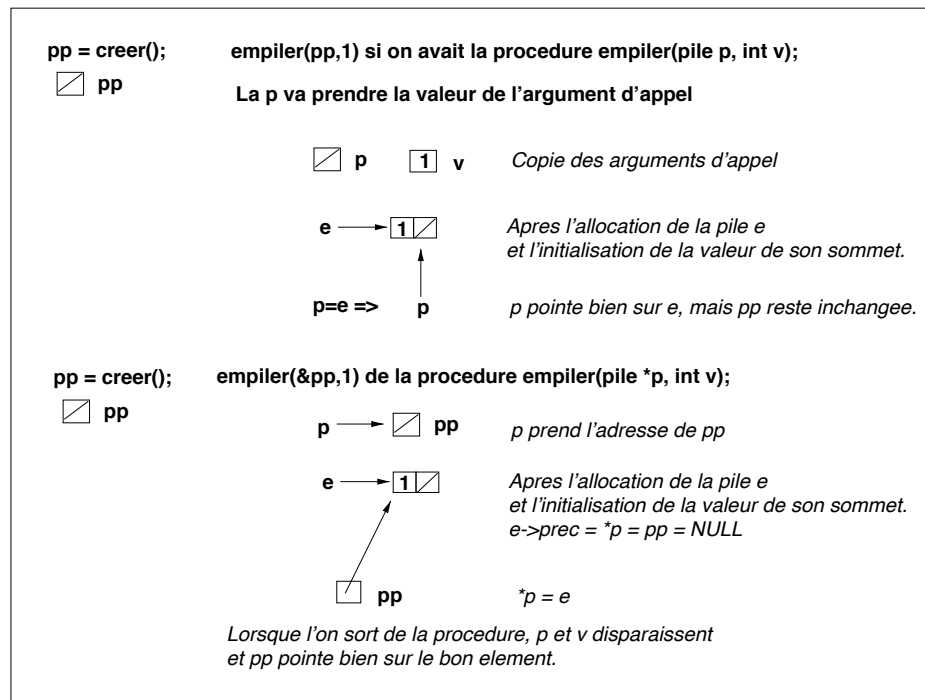 pp = creer(); empiler(pp,1) si on avait la procedure empiler(pile p, int v);
pp
La p va prendre la valeur de l'argument d'appel
p 1 v Copie des arguments d'appel
e 1 Apres l'allocation de la pile e
et l'initialisation de la valeur de son sommet.
p=e => p p pointe bien sur e, mais pp reste inchangee.
pp = creer(); empiler(&pp,1) de la procedure empiler(pile *p, int v);
pp
p pp p prend l'adresse de pp
e 1 Apres l'allocation de la pile e
et l'initialisation de la valeur de son sommet.
e->prec = *p = pp = NULL
pp *p = e
Lorsque l'on sort de la procedure, p et v disparaissent
et pp pointe bien sur le bon element.